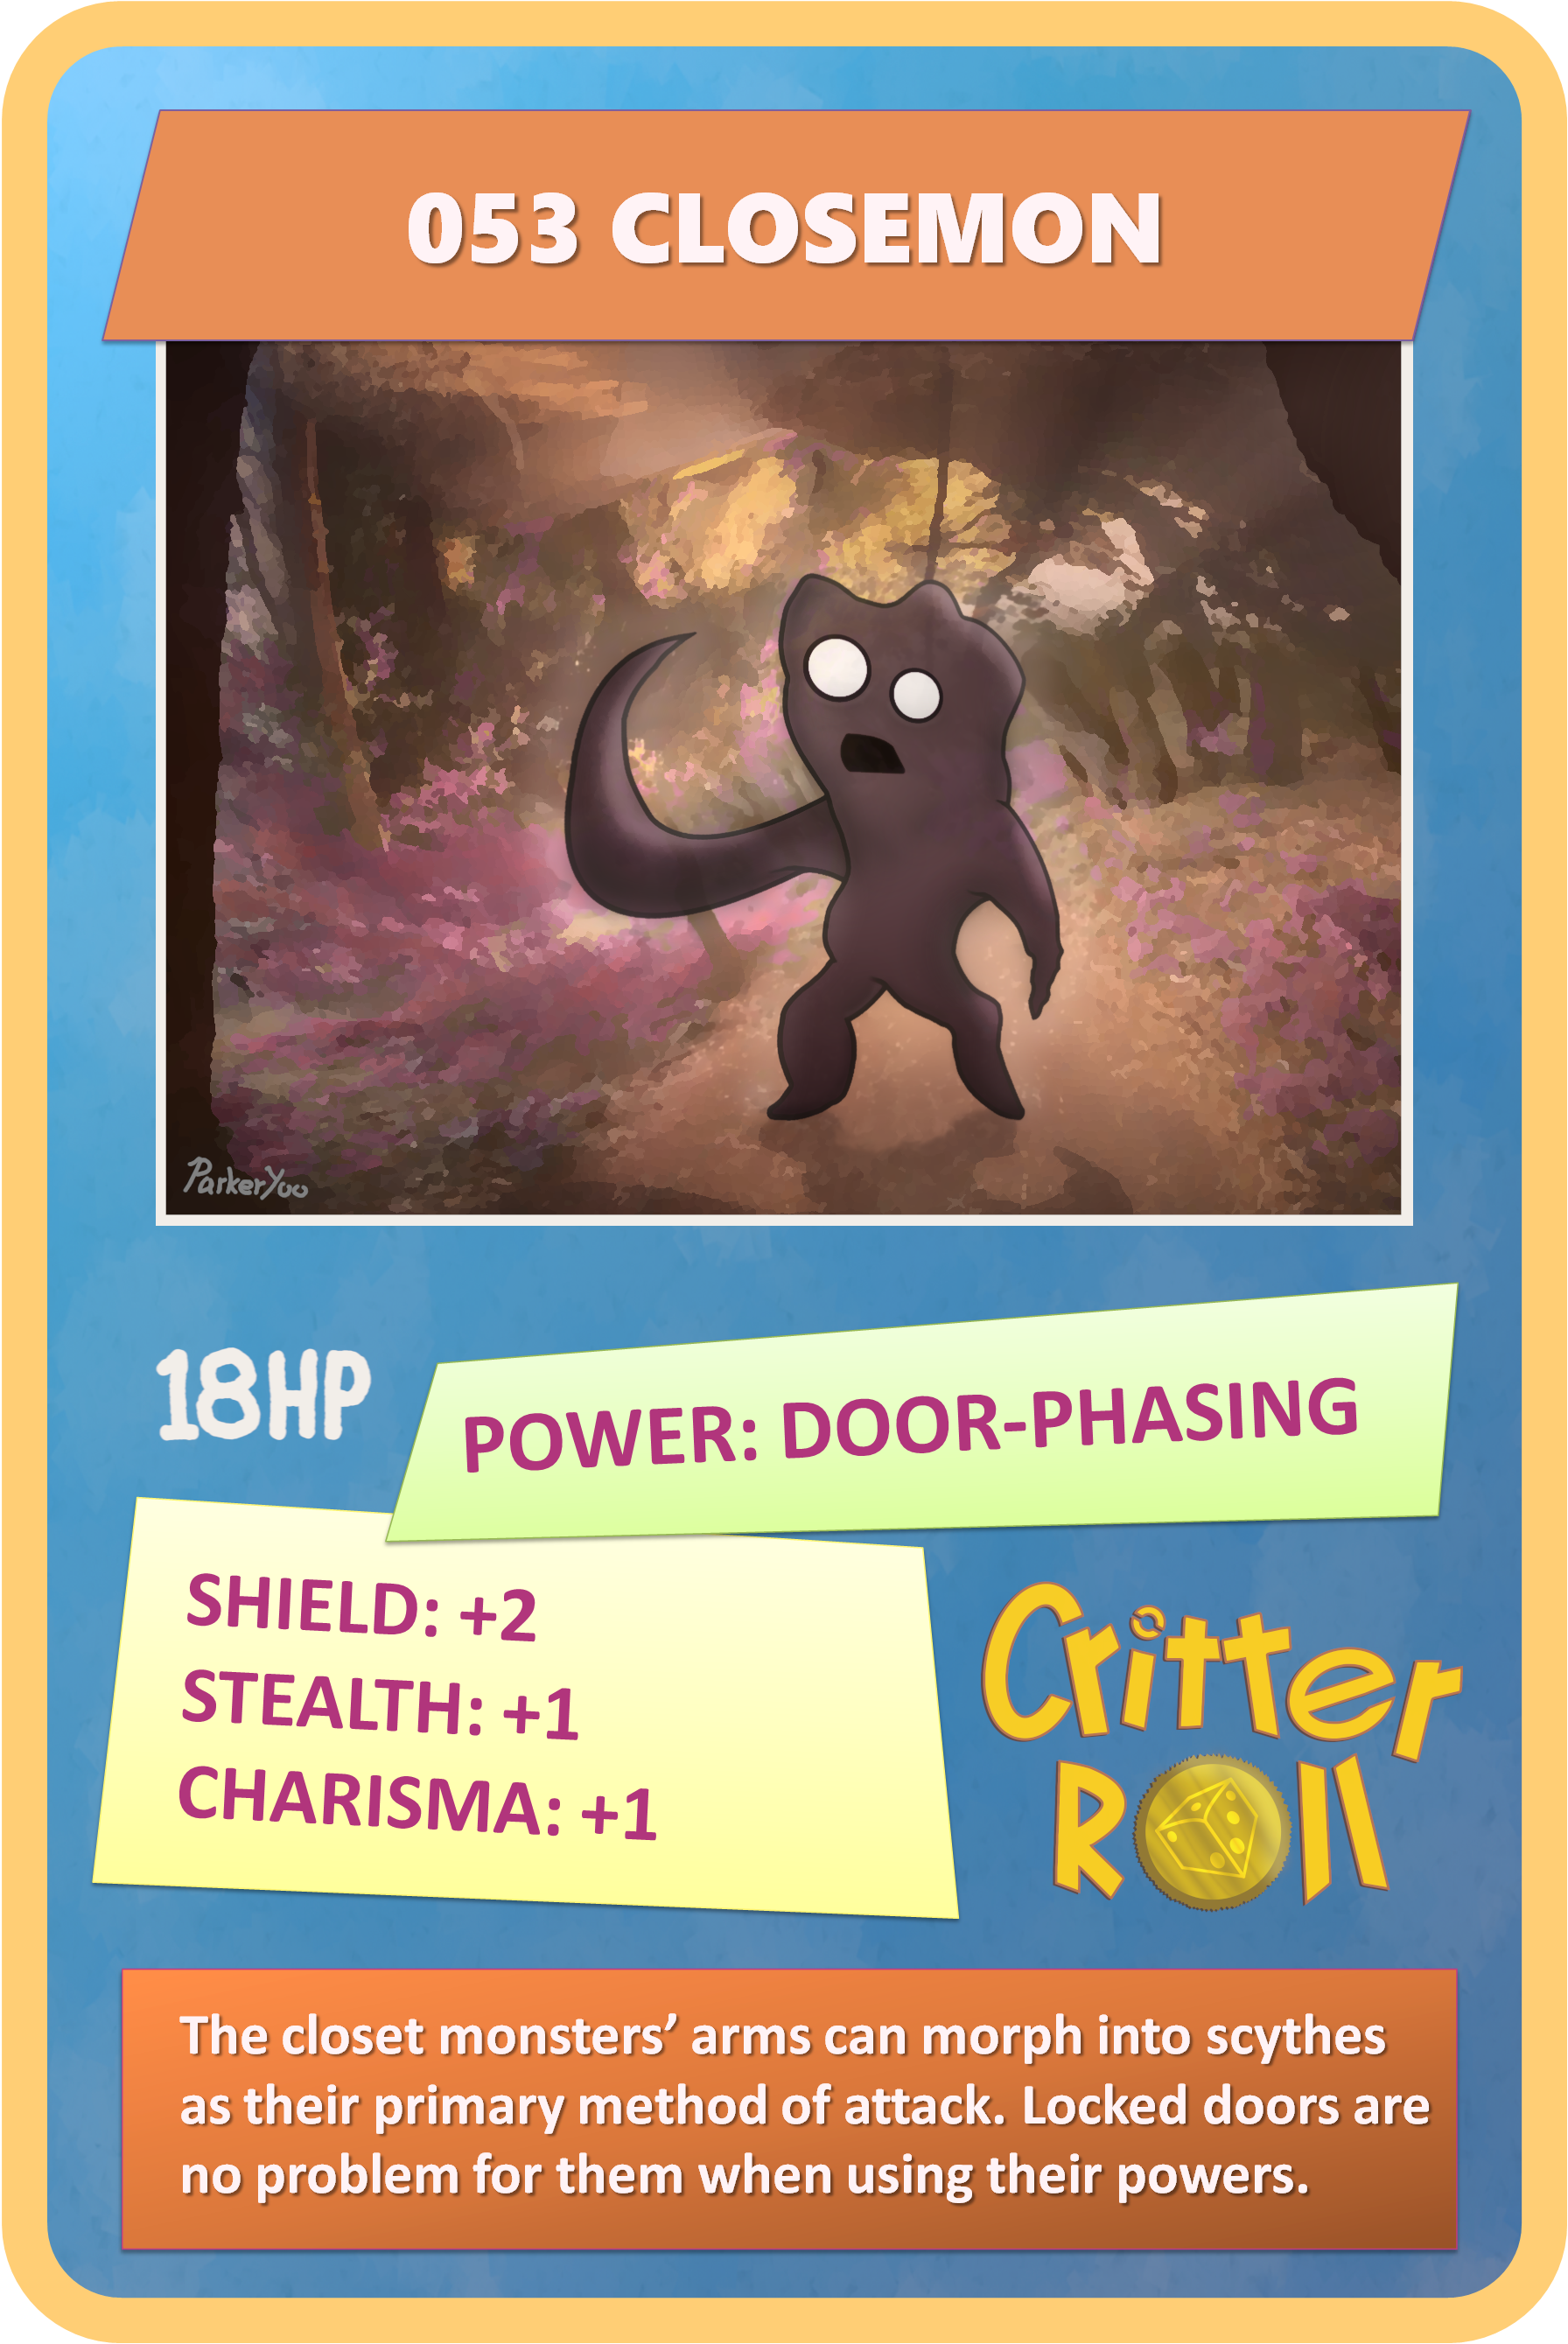 053 CLOSEMON
ParkerYoo
18HP
POWER: DOOR-PHASING
SHIELD: +2
STEALTH: +1
CHARISMA: +1
Critter
Roll
The closet monsters’ arms can morph into scythes
as their primary method of attack. Locked doors are
no problem for them when using their powers.